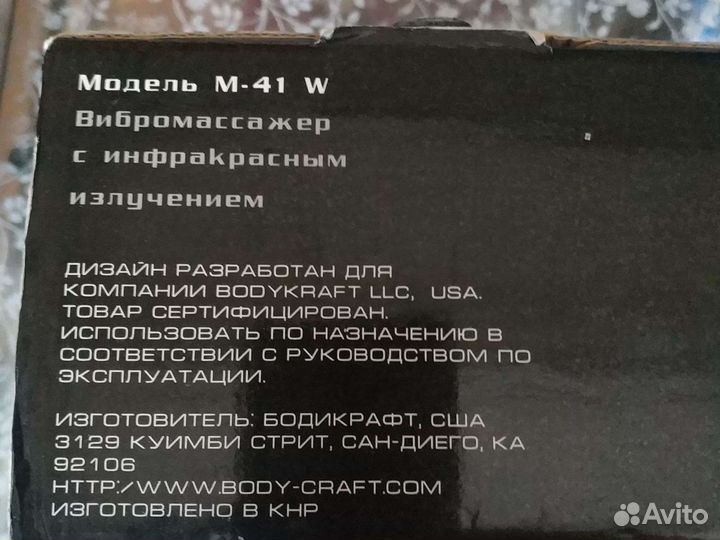 Модель М-41 W
Вибромассажер
с инфракрасным
излучением
ДИЗАЙН РАЗРАБОТАН ДЛЯ
КОМПАНИИ BODYKRAFT LLC, USA.
ТОВАР СЕРТИФИЦИРОВАН.
ИСПОЛЬЗОВАТЬ ПО НАЗНАЧЕНИЮ В
СООТВЕТСТВИИ С РУКОВОДСТВОМ ПО
ЭКСПЛУАТАЦИИ.
ИЗГОТОВИТЕЛЬ: БОДИКРАФТ, США
3129 КУИМБИ СТРИТ, САН-ДИЕГО, КА
92106
HTTP:/WWW.BODY-CRAFT.COM
ИЗГОТОВЛЕНО В КНР
Avito